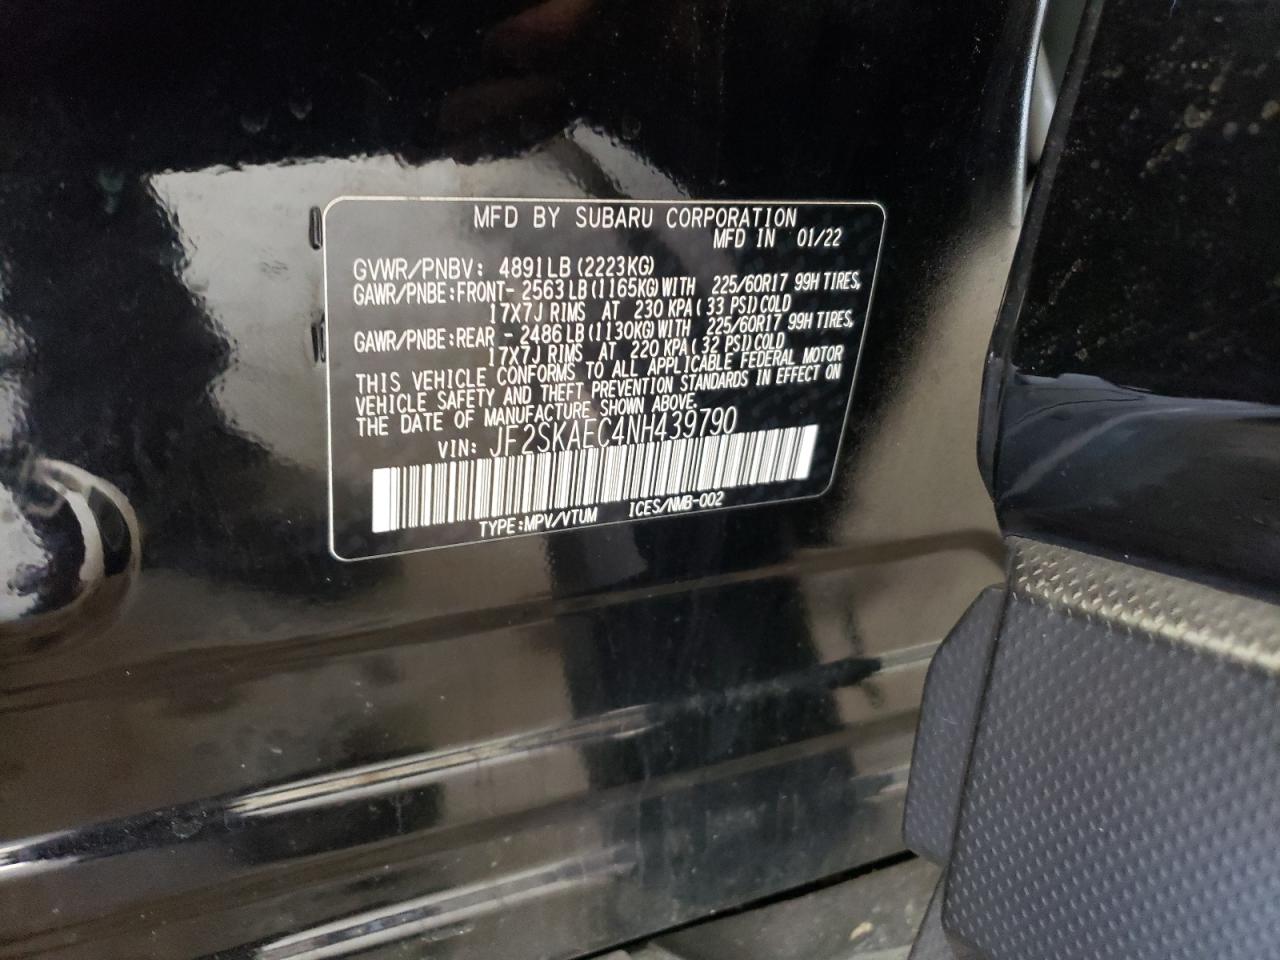 MFD BY SUBARU CORPORATION
MFD IN 01/22
GVWR/PNBV: 4891LB (2223KG)
GAWR/PNBE:FRONT- 2563LB(1165KG)WITH 225/60R17 99H TIRES,
17X7J RIMS AT 230 KPA( 33 PSI)COLD
GAWR/PNBE:REAR - 2486LB(1130KG)WITH 225/60R17 99H TIRES,
17X7J RIMS AT 220 KPA( 32 PSI)COLD
THIS VEHICLE CONFORMS TO ALL APPLICABLE FEDERAL MOTOR
VEHICLE SAFETY AND THEFT PREVENTION STANDARDS IN EFFECT ON
THE DATE OF MANUFACTURE SHOWN ABOVE.
VIN: JF2SKAEC4NH439790
TYPE:MPV/VTUM ICES/NMB-002